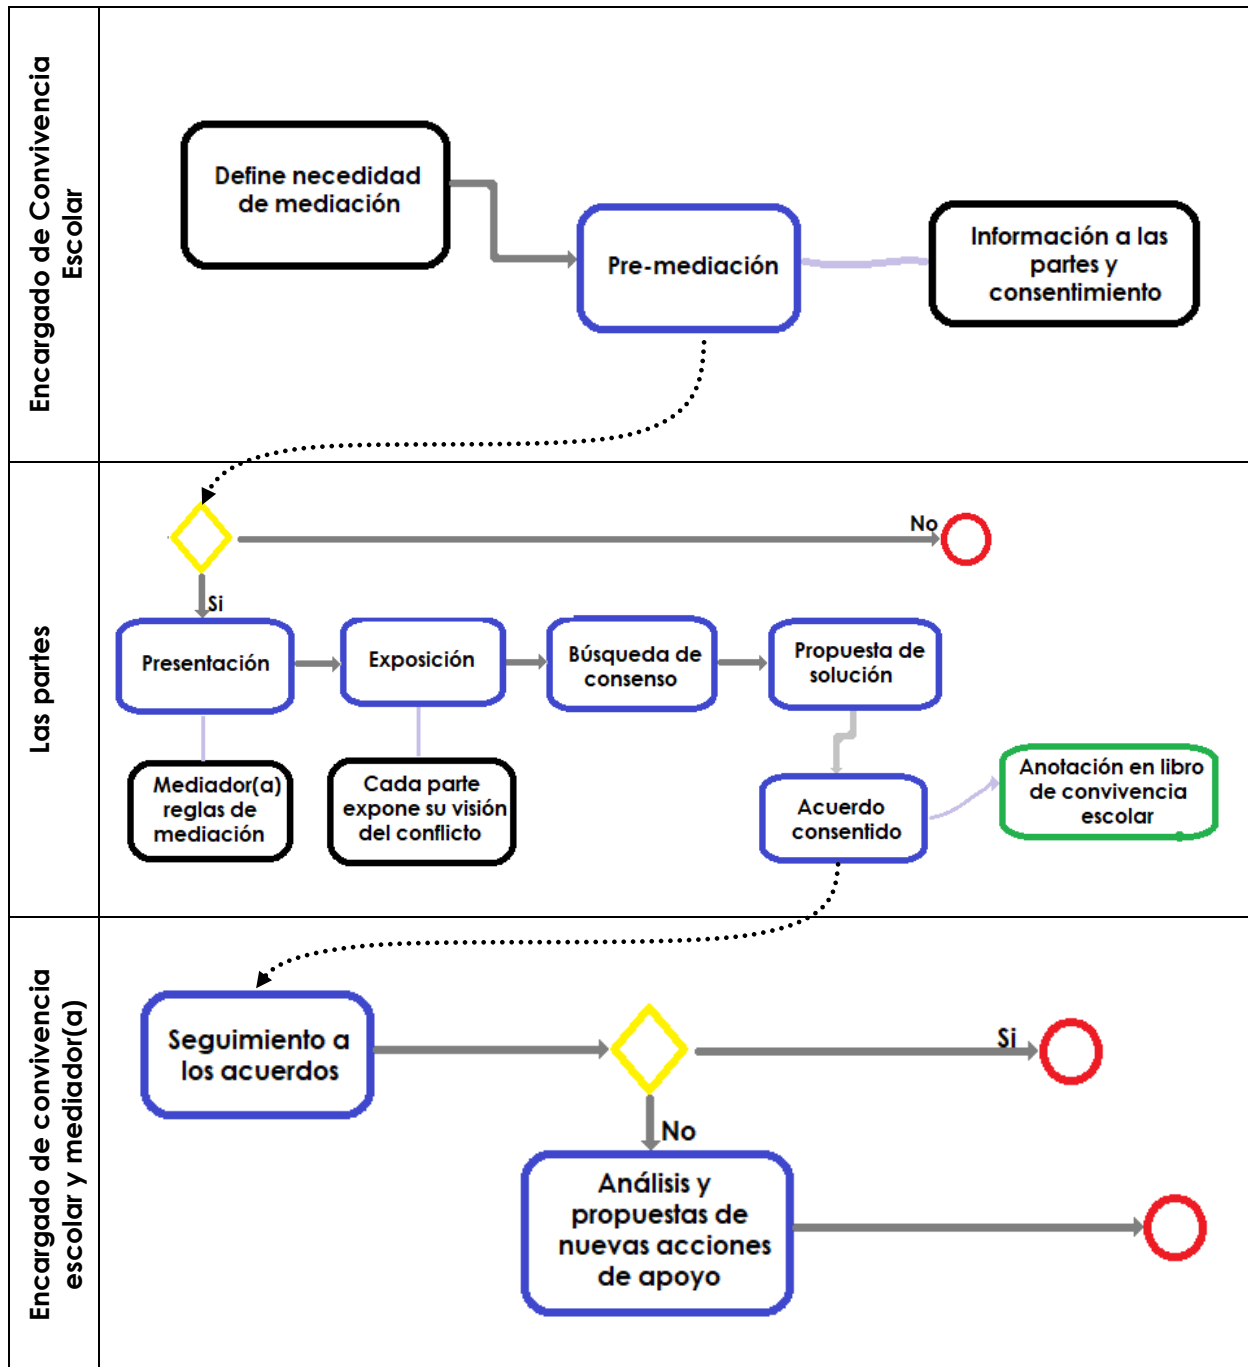 Encargado de Convivencia
Escolar
Define necedidad
de mediación
Pre-mediación
Información a las
partes y
consentimiento
Las partes
No
Si
Presentación
Exposición
Búsqueda de
consenso
Propuesta de
solución
Mediador(a)
reglas de
mediación
Cada parte
expone su visión
del conflicto
Acuerdo
consentido
Anotación en libro
de convivencia
escolar
Encargado de convivencia
escolar y mediador(a)
Seguimiento a
los acuerdos
Si
No
Análisis y
propuestas de
nuevas acciones
de apoyo